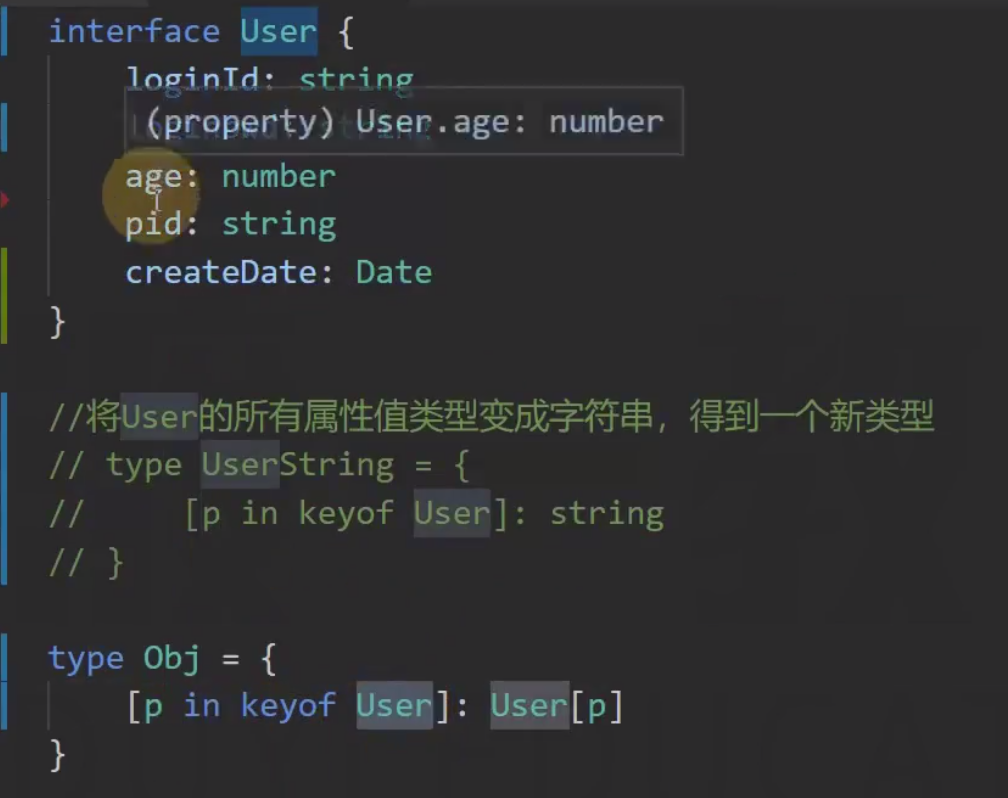 interface User {
loginId: string
(property) User.age: number
age: number
pid: string
createDate: Date
}
//将User的所有属性值类型变成字符串，得到一个新类型
// type UserString = {
//     [p in keyof User]: string
// }
type Obj = {
[p in keyof User]: User[p]
}